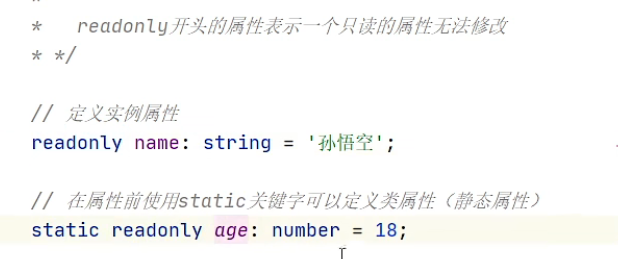 *
*   readonly开头的属性表示一个只读的属性无法修改
* */
// 定义实例属性
readonly name: string = '孙悟空';
// 在属性前使用static关键字可以定义类属性（静态属性）
static readonly age: number = 18;